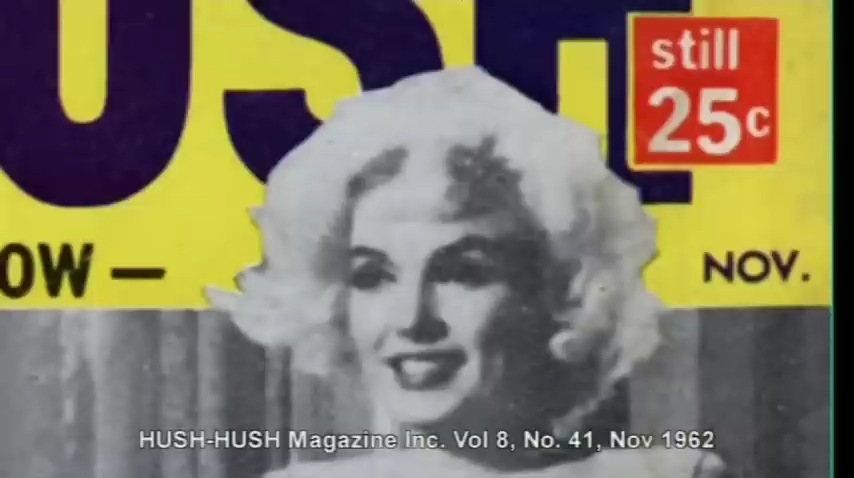 USH
still
25c
OW —
NOV.
HUSH-HUSH Magazine Inc. Vol 8, No. 41, Nov 1962